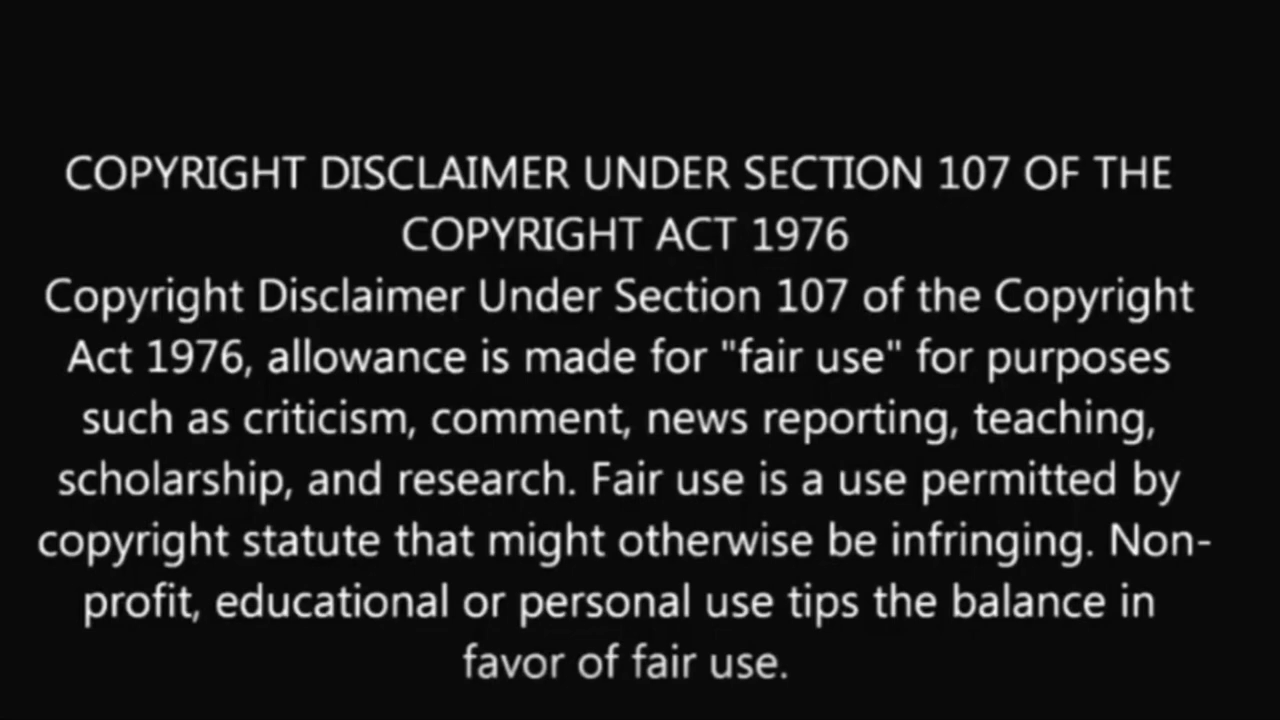 COPYRIGHT DISCLAIMER UNDER SECTION 107 OF THE
COPYRIGHT ACT 1976
Copyright Disclaimer Under Section 107 of the Copyright
Act 1976, allowance is made for "fair use" for purposes
such as criticism, comment, news reporting, teaching,
scholarship, and research. Fair use is a use permitted by
copyright statute that might otherwise be infringing. Non-
profit, educational or personal use tips the balance in
favor of fair use.